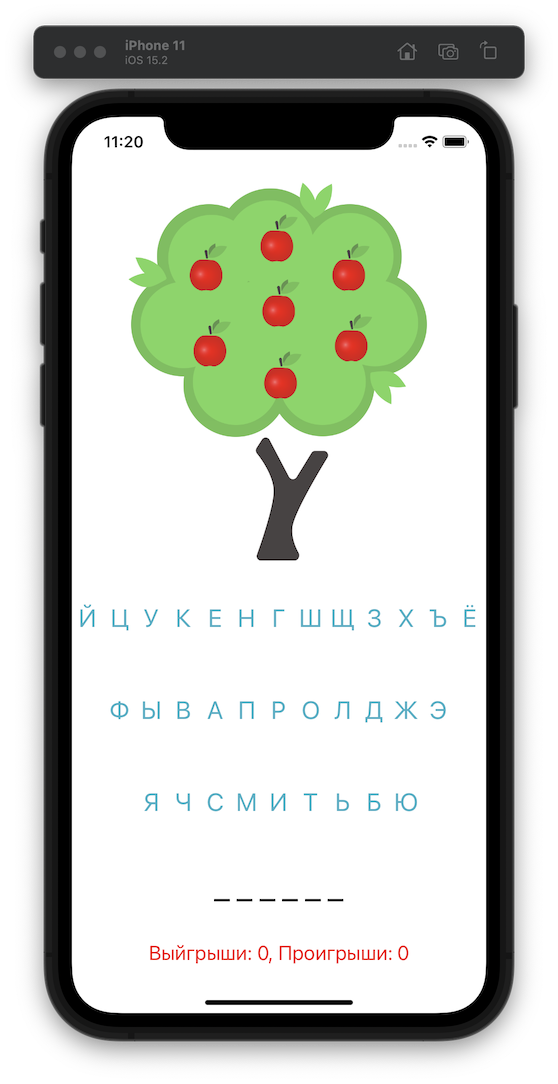 iPhone 11
iOS 15.2
11:20
Й Ц У К Е Н Г Ш Щ З Х Ъ Ё
Ф Ы В А П Р О Л Д Ж Э
Я Ч С М И Т Ь Б Ю
_ _ _ _ _ _
Выйгрыши: 0, Проигрыши: 0